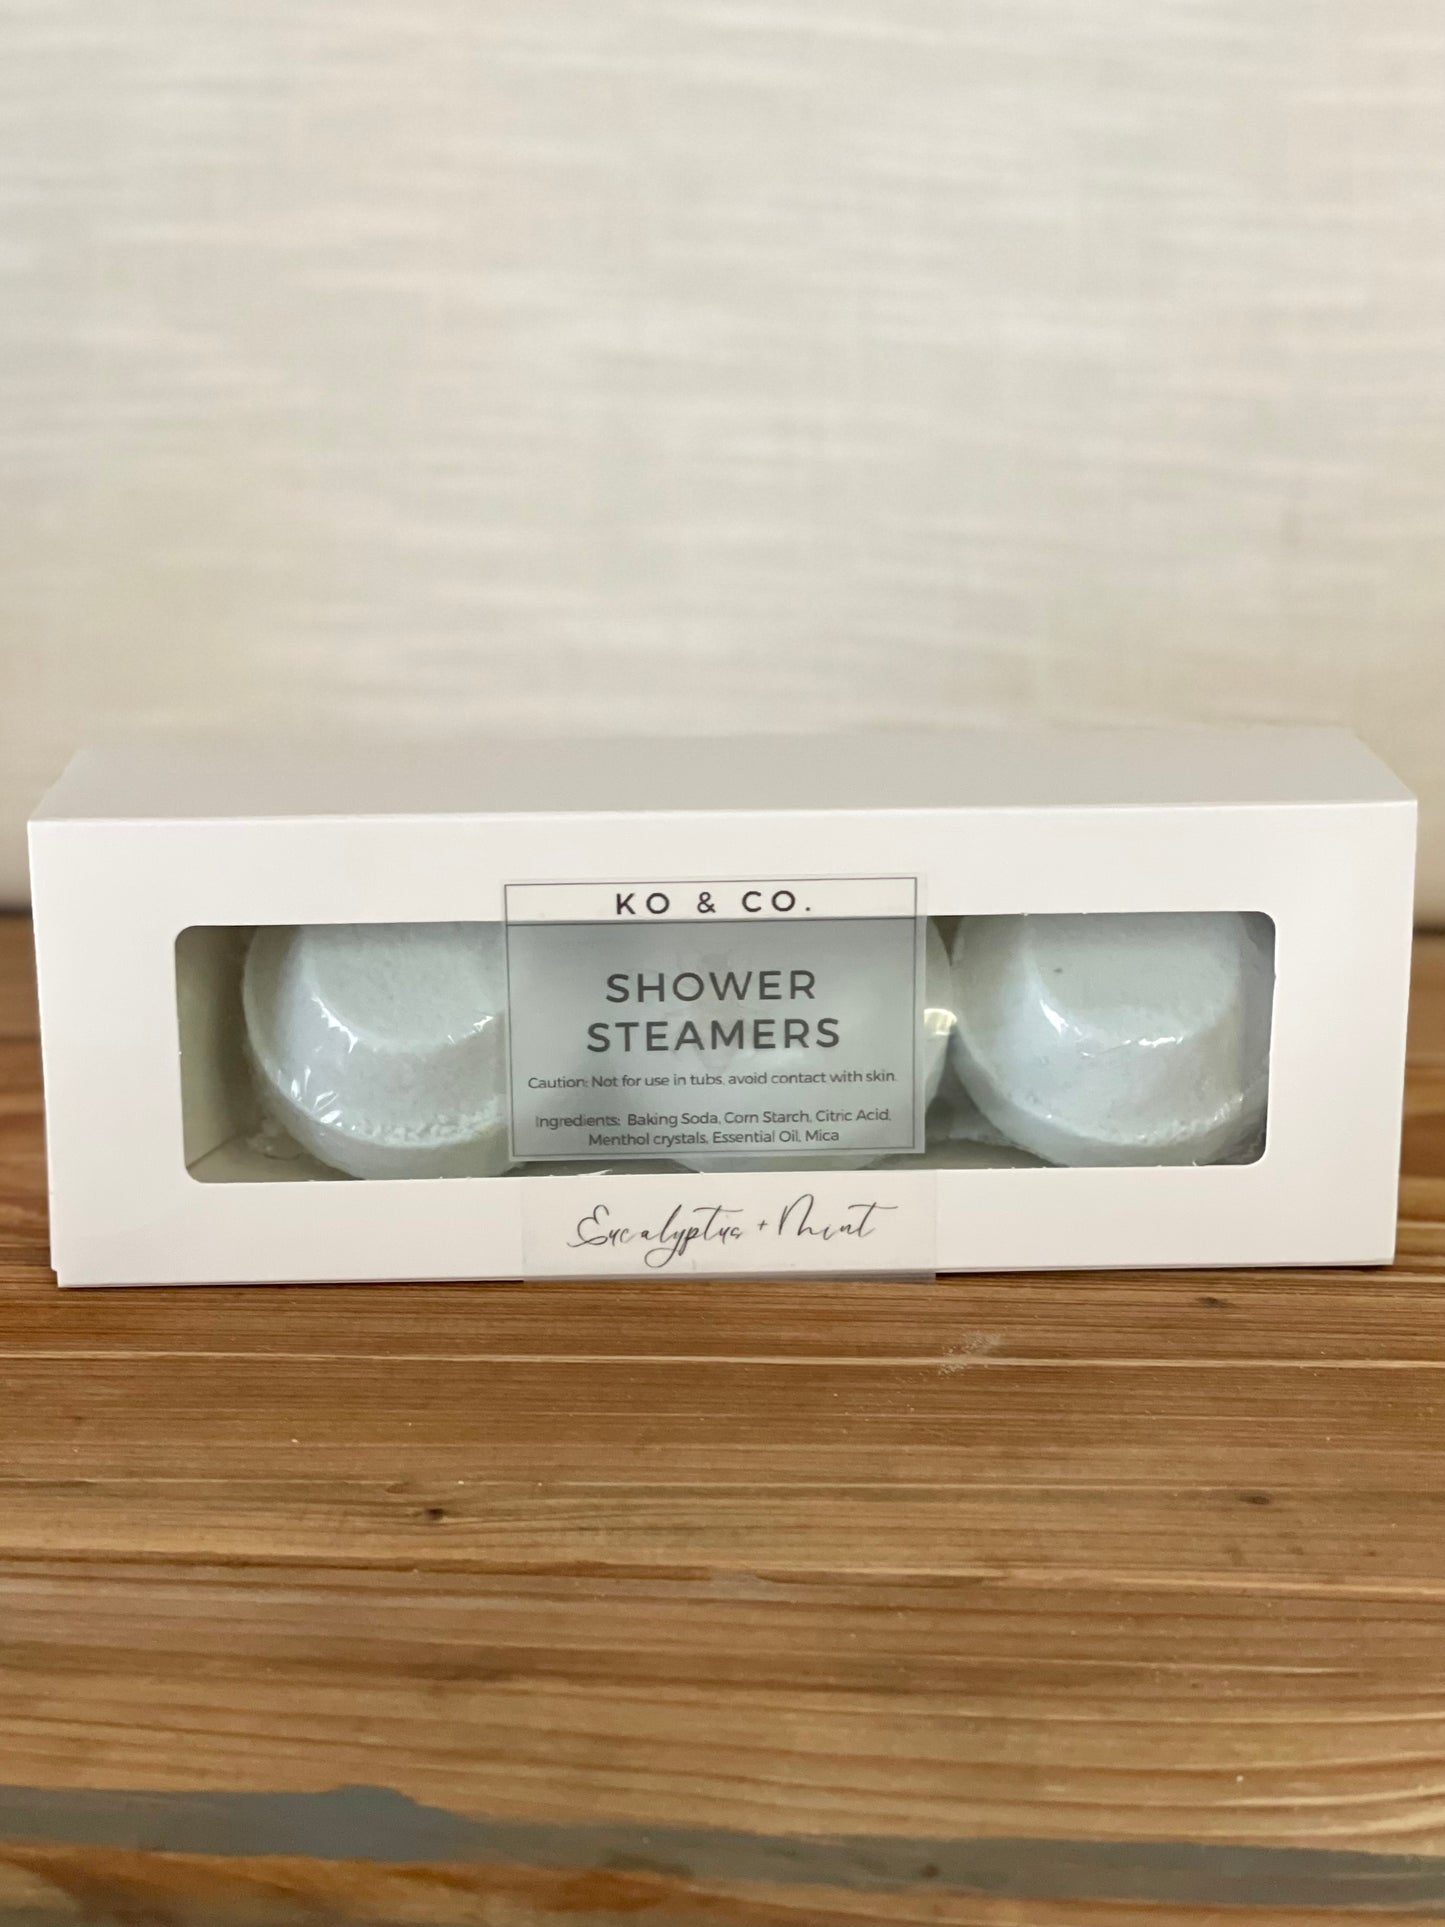 KO & CO.
SHOWER
STEAMERS
Caution: Not for use in tubs, avoid contact with skin.
Ingredients: Baking Soda, Corn Starch, Citric Acid,
Menthol crystals, Essential Oil, Mica
Eucalyptus + Mint